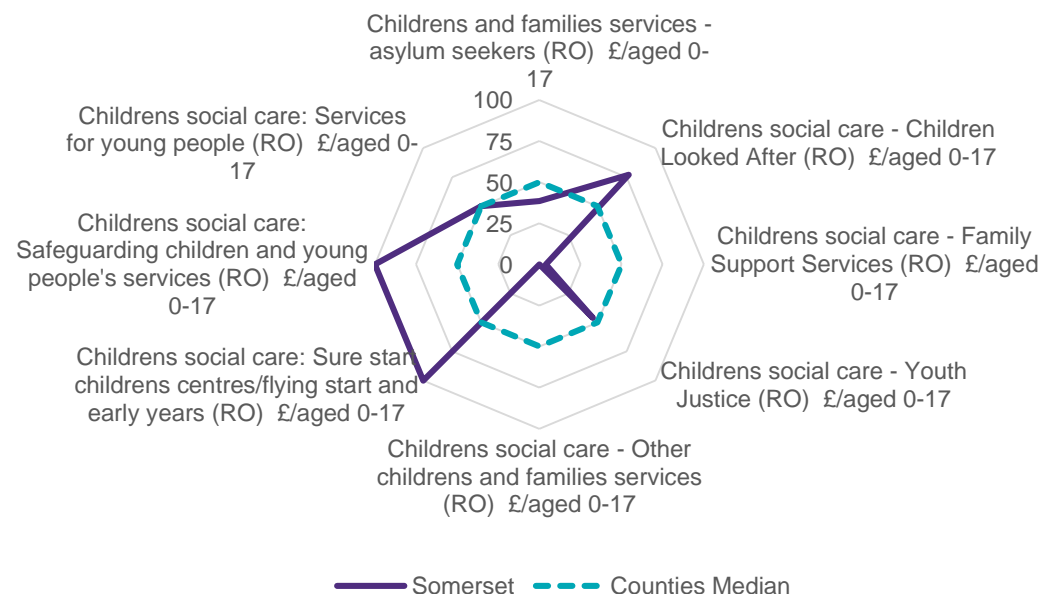 Childrens and families services -
asylum seekers (RO)  £/aged 0-
17
100
75
50
25
0
Childrens social care - Children
Looked After (RO)  £/aged 0-17
Childrens social care - Family
Support Services (RO)  £/aged
0-17
Childrens social care - Youth
Justice (RO)  £/aged 0-17
Childrens social care - Other
childrens and families services
(RO)  £/aged 0-17
Childrens social care: Sure start
childrens centres/flying start and
early years (RO)  £/aged 0-17
Childrens social care:
Safeguarding children and young
people's services (RO)  £/aged
0-17
Childrens social care: Services
for young people (RO)  £/aged 0-
17
Somerset
Counties Median